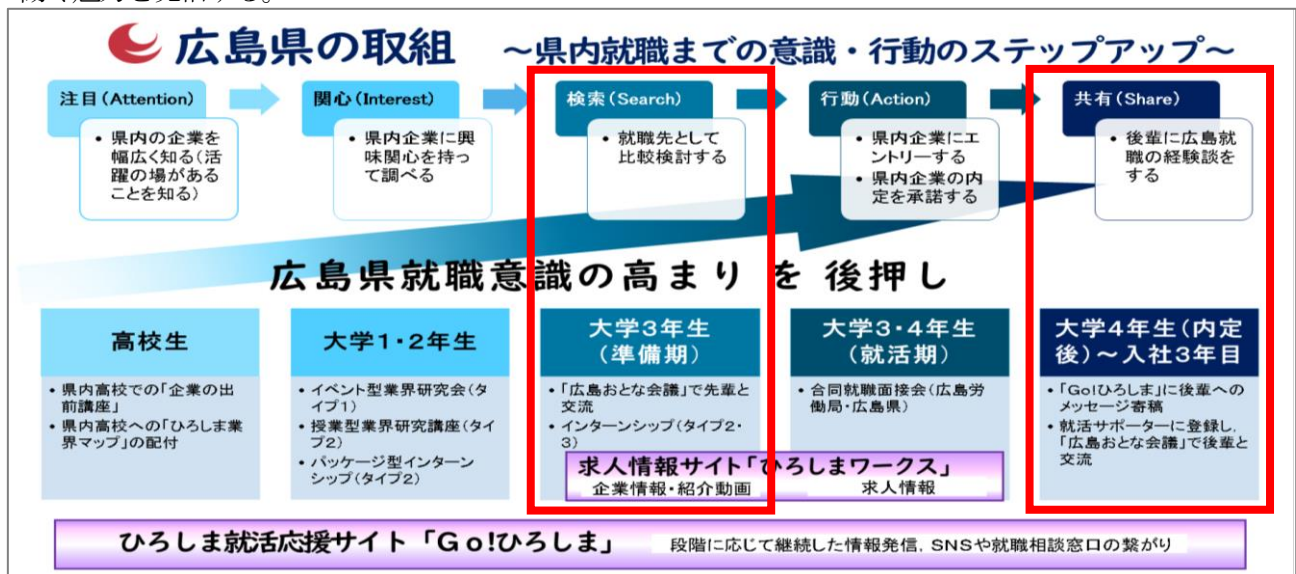 広島県の取組 ～県内就職までの意識・行動のステップアップ～
注目(Attention)
• 県内の企業を
幅広く知る(活
躍の場がある
ことを知る)
関心(Interest)
• 県内企業に興
味関心を持っ
て調べる
検索(Search)
• 就職先として
比較検討する
行動(Action)
• 県内企業にエ
ントリーする
• 県内企業の内
定を承諾する
共有(Share)
• 後輩に広島就
職の経験談を
する
広島県就職意識の高まり を 後押し
高校生
• 県内高校での「企業の出
前講座」
• 県内高校への「ひろしま業
界マップ」の配付
大学1・2年生
• イベント型業界研究会(タ
イプ1)
• 授業型業界研究講座(タイ
プ2)
• パッケージ型インターン
シップ(タイプ2)
大学3年生
(準備期)
• 「広島おとな会議」で先輩と
交流
• インターンシップ(タイプ2・
3)
大学3・4年生
(就活期)
• 合同就職面接会(広島労
働局・広島県)
大学4年生(内定
後)～入社3年目
• 「Go!ひろしま」に後輩への
メッセージ寄稿
• 就活サポーターに登録し,
「広島おとな会議」で後輩と
交流
求人情報サイト「ひろしまワークス」
企業情報・紹介動画 求人情報
ひろしま就活応援サイト「Go!ひろしま」 段階に応じて継続した情報発信,SNSや就職相談窓口の繋がり